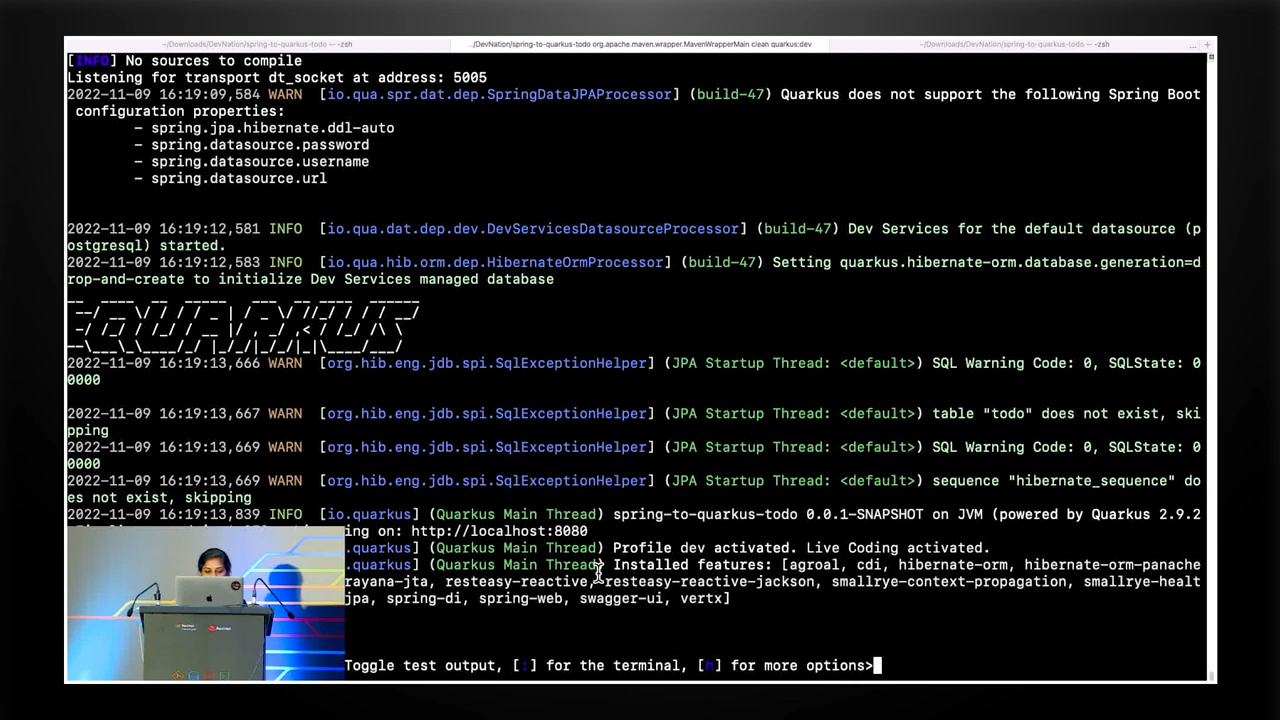 ~/Downloads/DevNation/spring-to-quarkus-todo — -zsh
.../DevNation/spring-to-quarkus-todo org.apache.maven.wrapper.MavenWrapperMain clean quarkus:dev
~/Downloads/DevNation/spring-to-quarkus-todo — -zsh
... +
[INFO] No sources to compile
Listening for transport dt_socket at address: 5005
2022-11-09 16:19:09,584 WARN  [io.qua.spr.dat.dep.SpringDataJPAProcessor] (build-47) Quarkus does not support the following Spring Boot
configuration properties:
- spring.jpa.hibernate.ddl-auto
- spring.datasource.password
- spring.datasource.username
- spring.datasource.url
2022-11-09 16:19:12,581 INFO  [io.qua.dat.dep.dev.DevServicesDatasourceProcessor] (build-47) Dev Services for the default datasource (p
ostgresql) started.
2022-11-09 16:19:12,583 INFO  [io.qua.hib.orm.dep.HibernateOrmProcessor] (build-47) Setting quarkus.hibernate-orm.database.generation=d
rop-and-create to initialize Dev Services managed database
QUARKUS
2022-11-09 16:19:13,666 WARN  [org.hib.eng.jdb.spi.SqlExceptionHelper] (JPA Startup Thread: <default>) SQL Warning Code: 0, SQLState: 0
0000
2022-11-09 16:19:13,667 WARN  [org.hib.eng.jdb.spi.SqlExceptionHelper] (JPA Startup Thread: <default>) table "todo" does not exist, ski
pping
2022-11-09 16:19:13,669 WARN  [org.hib.eng.jdb.spi.SqlExceptionHelper] (JPA Startup Thread: <default>) SQL Warning Code: 0, SQLState: 0
0000
2022-11-09 16:19:13,669 WARN  [org.hib.eng.jdb.spi.SqlExceptionHelper] (JPA Startup Thread: <default>) sequence "hibernate_sequence" do
es not exist, skipping
2022-11-09 16:19:13,839 INFO  [io.quarkus] (Quarkus Main Thread) spring-to-quarkus-todo 0.0.1-SNAPSHOT on JVM (powered by Quarkus 2.9.2
ing on: http://localhost:8080
.quarkus] (Quarkus Main Thread) Profile dev activated. Live Coding activated.
.quarkus] (Quarkus Main Thread) Installed features: [agroal, cdi, hibernate-orm, hibernate-orm-panache
rayana-jta, resteasy-reactive, resteasy-reactive-jackson, smallrye-context-propagation, smallrye-healt
jpa, spring-di, spring-web, swagger-ui, vertx]
Toggle test output, [:] for the terminal, [h] for more options>